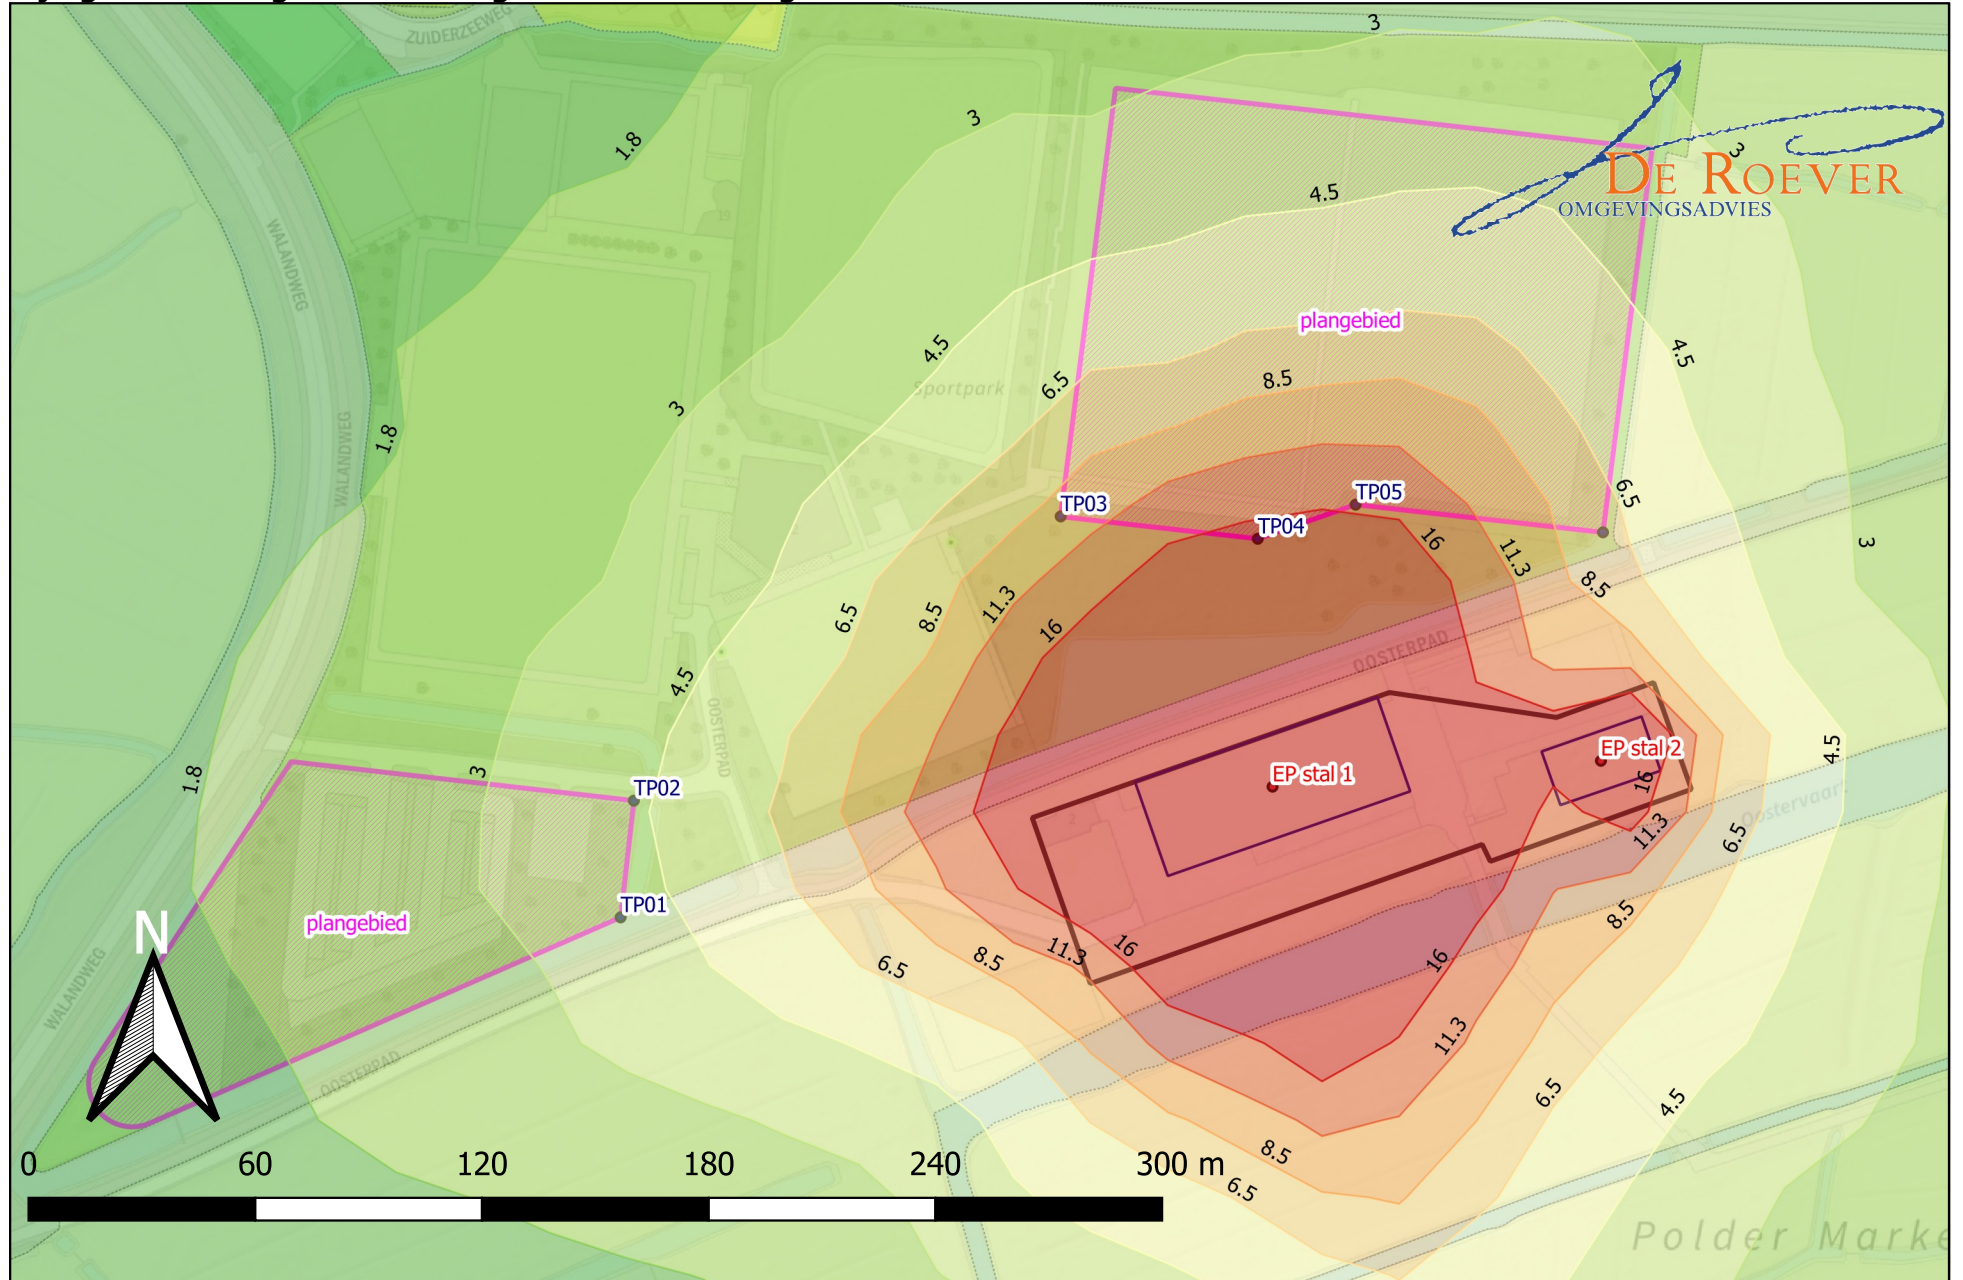 ZUIDERZEEWEG
3
3
1.8
3
DE ROEVER
OMGEVINGSADVIES
4.5
19
WALANDWEG
plangebied
4.5
4.5
6.5
8.5
Sportpark
3
1.8
WALANDWEG
TP03
TP05
6.5
TP04
16
11.3
3
8.5
6.5
8.5
11.3
16
OOSTERPAD
4.5
OOSTERPAD
EP stal 2
4.5
1.8
3
TP02
EP stal 1
16
Oostervaart
2
11.3
6.5
TP01
plangebied
8.5
N
WALANDWEG
6.5
8.5
11.3
16
16
11.3
OOSTERPAD
6.5
4.5
8.5
6.5
0 60 120 180 240 300 m
Polder Marke